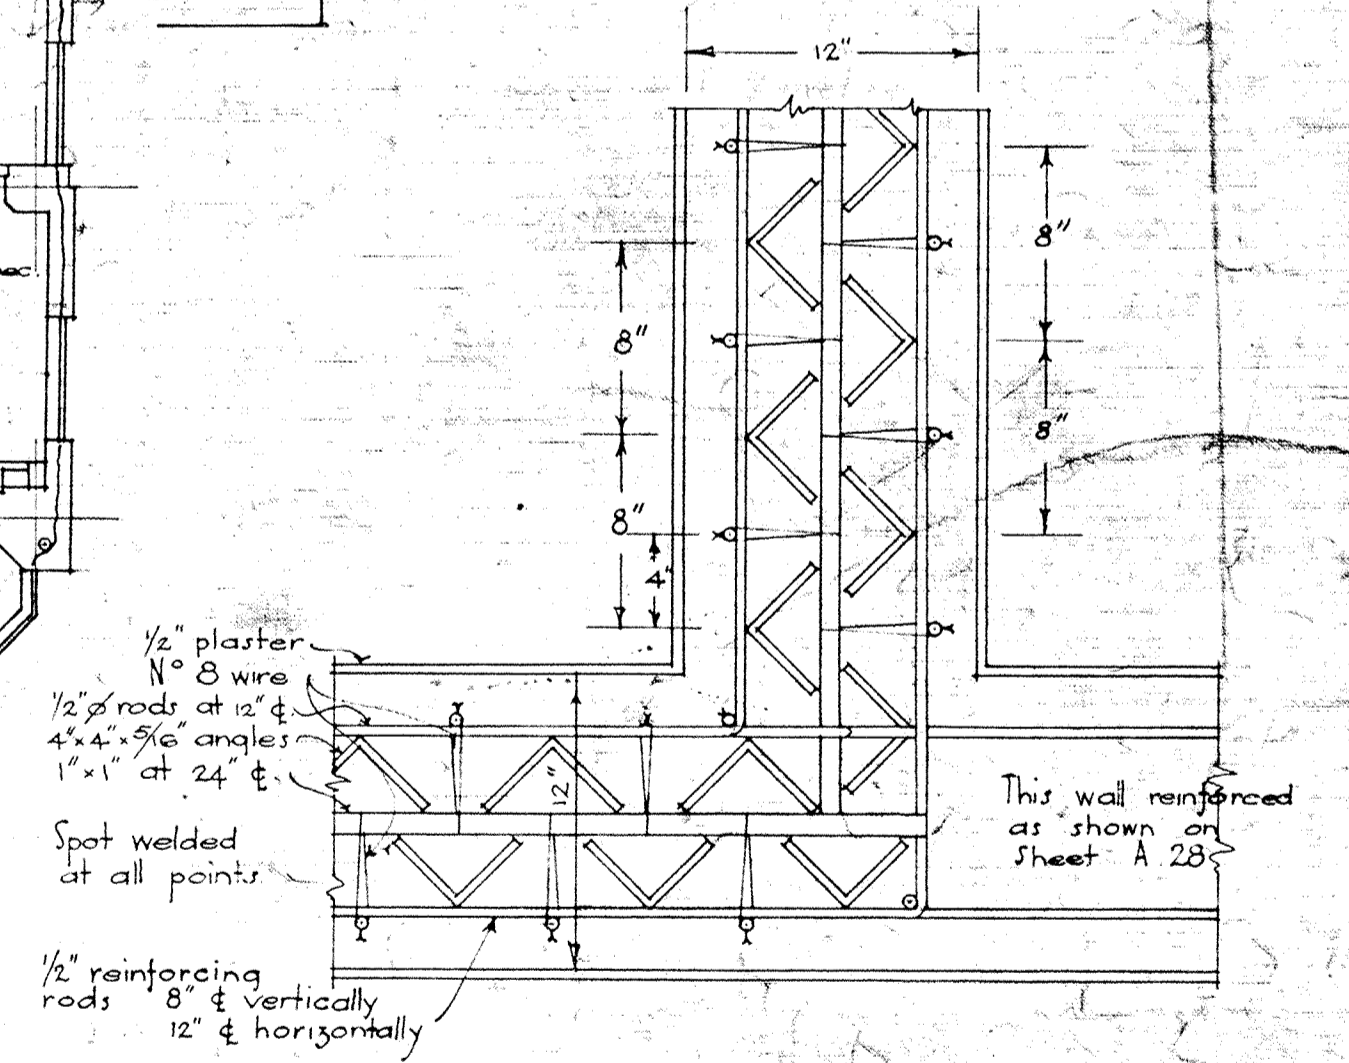 12"
8"
8"
8"
8"
4"
1/2" plaster
Nº 8 wire
1/2" ø rods at 12" ℄
4"x4"x5/16" angles
1"x1" at 24" ℄
12"
Spot welded
at all points
This wall reinforced
as shown on
Sheet A 28
1/2" reinforcing
rods 8" ℄ vertically
12" ℄ horizontally